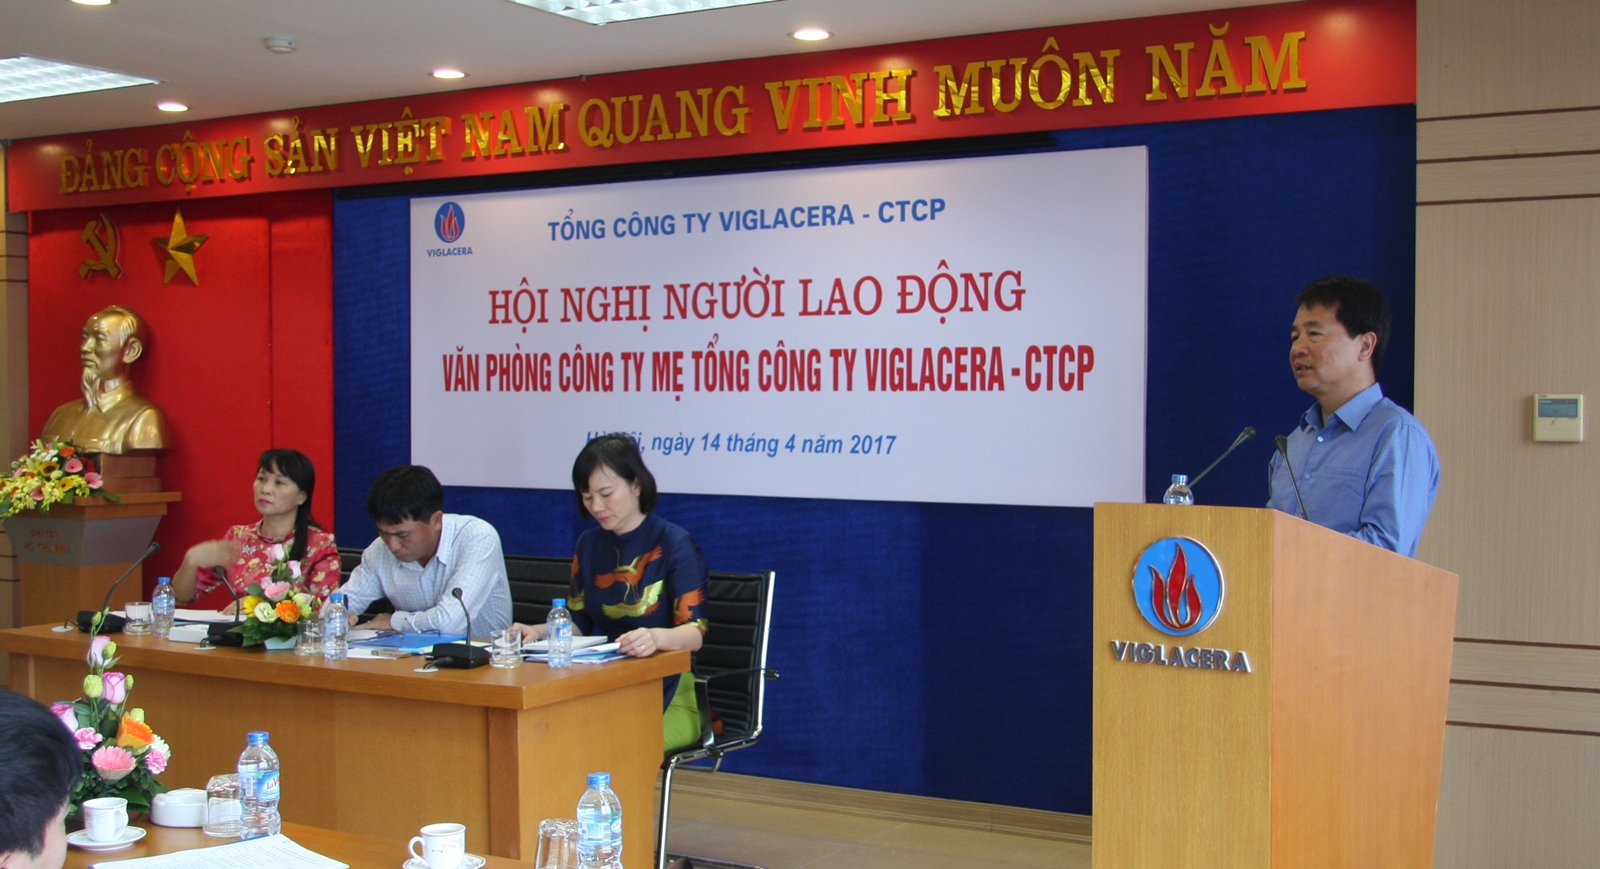 ĐẢNG CỘNG SẢN VIỆT NAM QUANG VINH MUÔN NĂM
VIGLACERA
TỔNG CÔNG TY VIGLACERA - CTCP
HỘI NGHỊ NGƯỜI LAO ĐỘNG
VĂN PHÒNG CÔNG TY MẸ TỔNG CÔNG TY VIGLACERA - CTCP
ngày 14 tháng 4 năm 2017
VIGLACERA